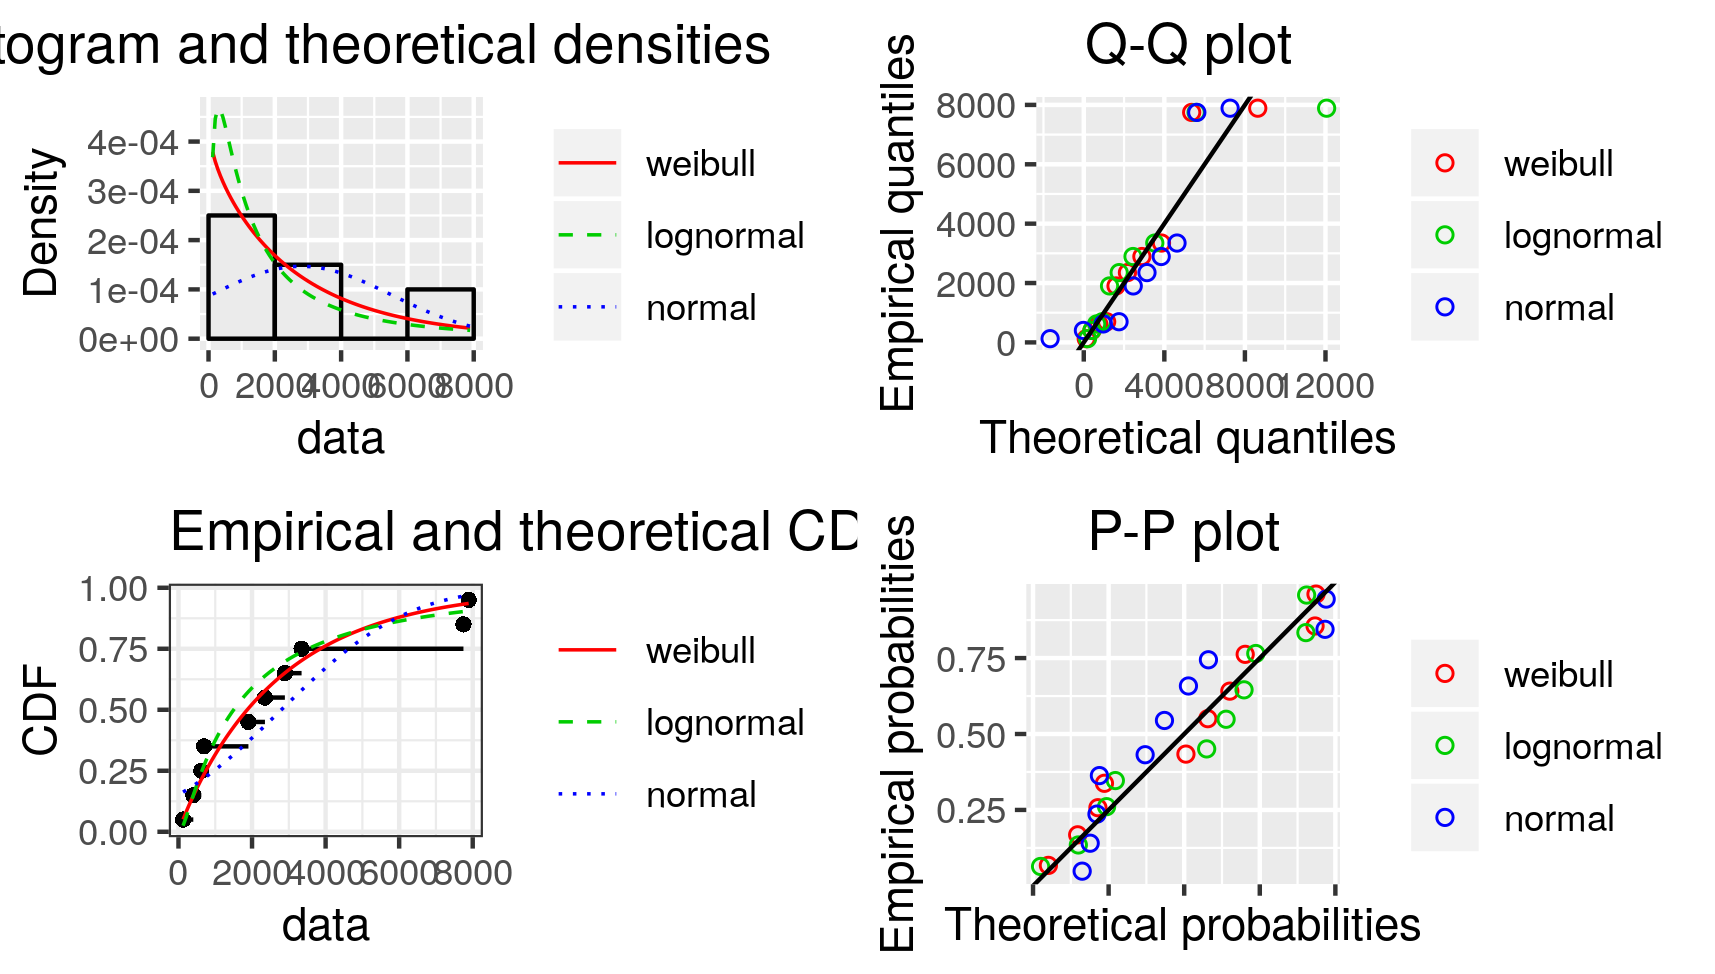 togram and theoretical densities
Density
4e-04
3e-04
2e-04
1e-04
0e+00
0 2000 4000 6000 8000
data
weibull
lognormal
normal
Q-Q plot
Empirical quantiles
8000
6000
4000
2000
0
0 4000 8000 12000
Theoretical quantiles
weibull
lognormal
normal
Empirical and theoretical CD
CDF
1.00
0.75
0.50
0.25
0.00
0 2000 4000 6000 8000
data
weibull
lognormal
normal
P-P plot
Empirical probabilities
0.75
0.50
0.25
Theoretical probabilities
weibull
lognormal
normal